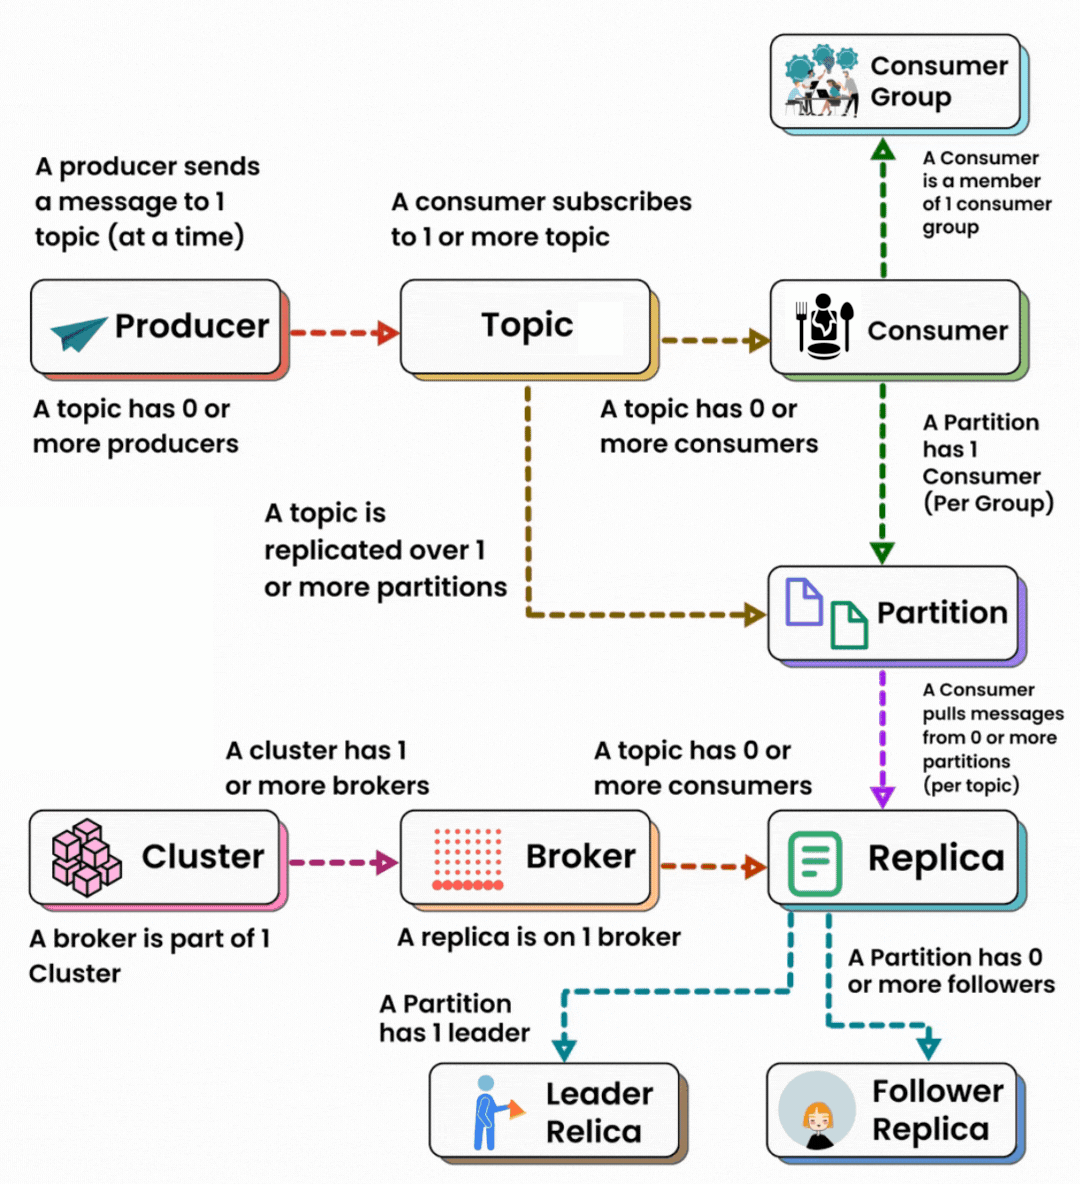 Consumer
Group
A Consumer
is a member
of 1 consumer
group
A producer sends
a message to 1
topic (at a time)
A consumer subscribes
to 1 or more topic
Producer
Topic
Consumer
A topic has 0 or
more producers
A topic has 0 or
more consumers
A Partition
has 1
Consumer
(Per Group)
A topic is
replicated over 1
or more partitions
Partition
A Consumer
pulls messages
from 0 or more
partitions
(per topic)
A cluster has 1
or more brokers
A topic has 0 or
more consumers
Cluster
Broker
Replica
A broker is part of 1
Cluster
A replica is on 1 broker
A Partition has 0
or more followers
A Partition
has 1 leader
Leader
Relica
Follower
Replica